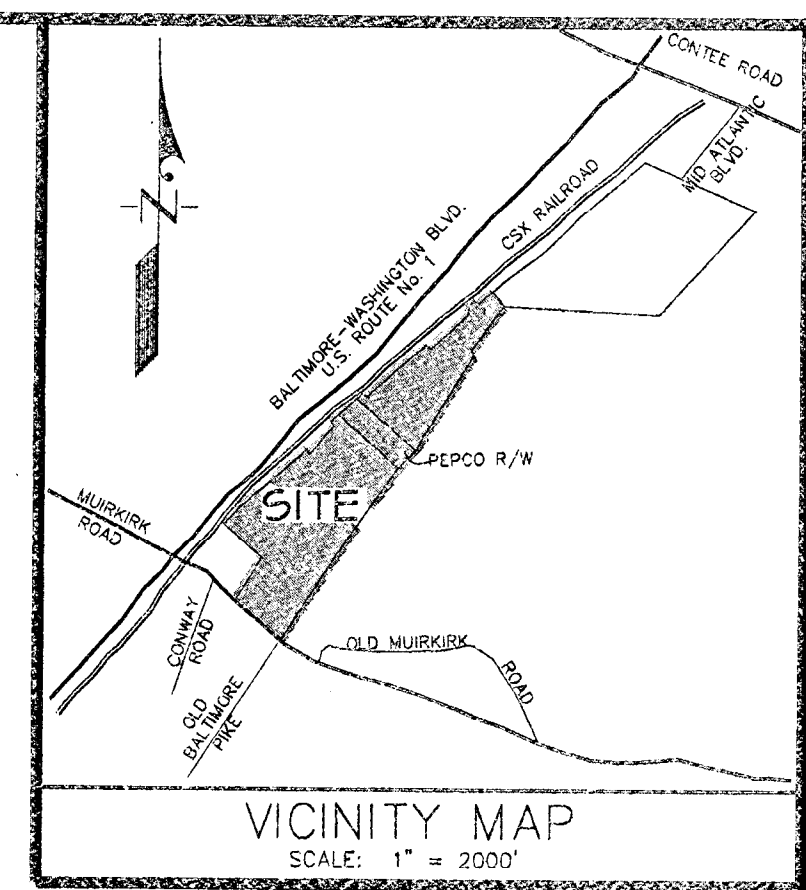 CONTEE ROAD
MID ATLANTIC
BLVD.
CSX RAILROAD
BALTIMORE-WASHINGTON BLVD.
U.S. ROUTE No. 1
N
PEPCO R/W
SITE
MUIRKIRK
ROAD
CONWAY
ROAD
OLD MUIRKIRK
ROAD
OLD
BALTIMORE
PIKE
VICINITY MAP
SCALE: 1" = 2000'